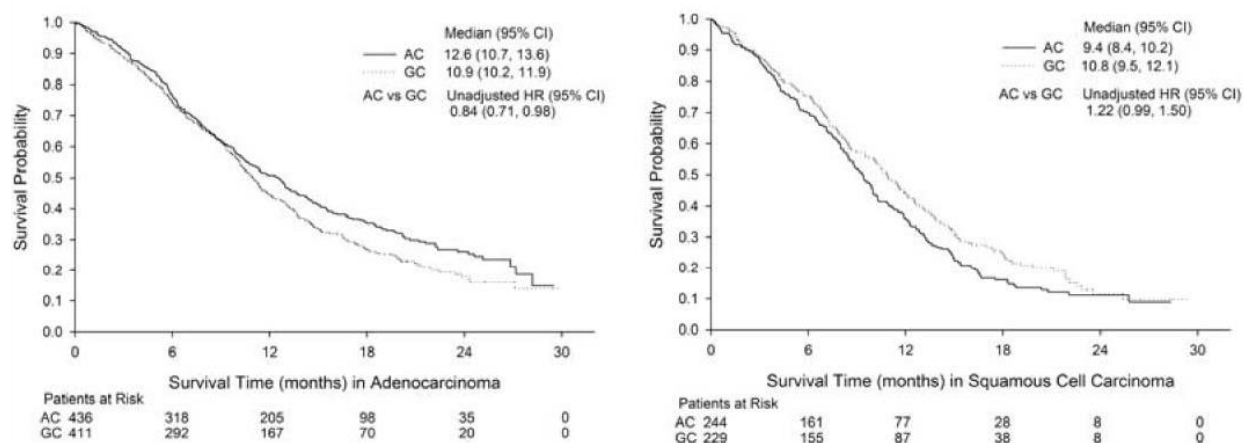 1.0
0.9
0.8
0.7
0.6
0.5
0.4
0.3
0.2
0.1
0.0
Survival Probability
Median (95% CI)
AC 12.6 (10.7, 13.6)
GC 10.9 (10.2, 11.9)
AC vs GC Unadjusted HR (95% CI)
0.84 (0.71, 0.98)
0 6 12 18 24 30
Survival Time (months) in Adenocarcinoma
Patients at Risk
AC 436 318 205 98 35 0
GC 411 292 167 70 20 0
1.0
0.9
0.8
0.7
0.6
0.5
0.4
0.3
0.2
0.1
0.0
Survival Probability
Median (95% CI)
AC 9.4 (8.4, 10.2)
GC 10.8 (9.5, 12.1)
AC vs GC Unadjusted HR (95% CI)
1.22 (0.99, 1.50)
0 6 12 18 24 30
Survival Time (months) in Squamous Cell Carcinoma
Patients at Risk
AC 244 161 77 28 8 0
GC 229 155 87 38 8 0